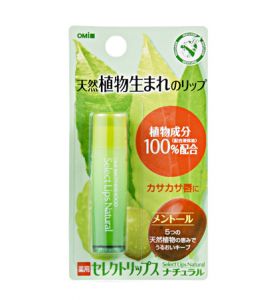 OMI
天然植物生まれのリップ
植物成分
100%配合
カサカサ唇に
Select Lips Natural
メントール
5つの
天然植物の恵みで
うるおいキープ
Select Lips Natural
薬用
セレクトリップス
ナチュラル